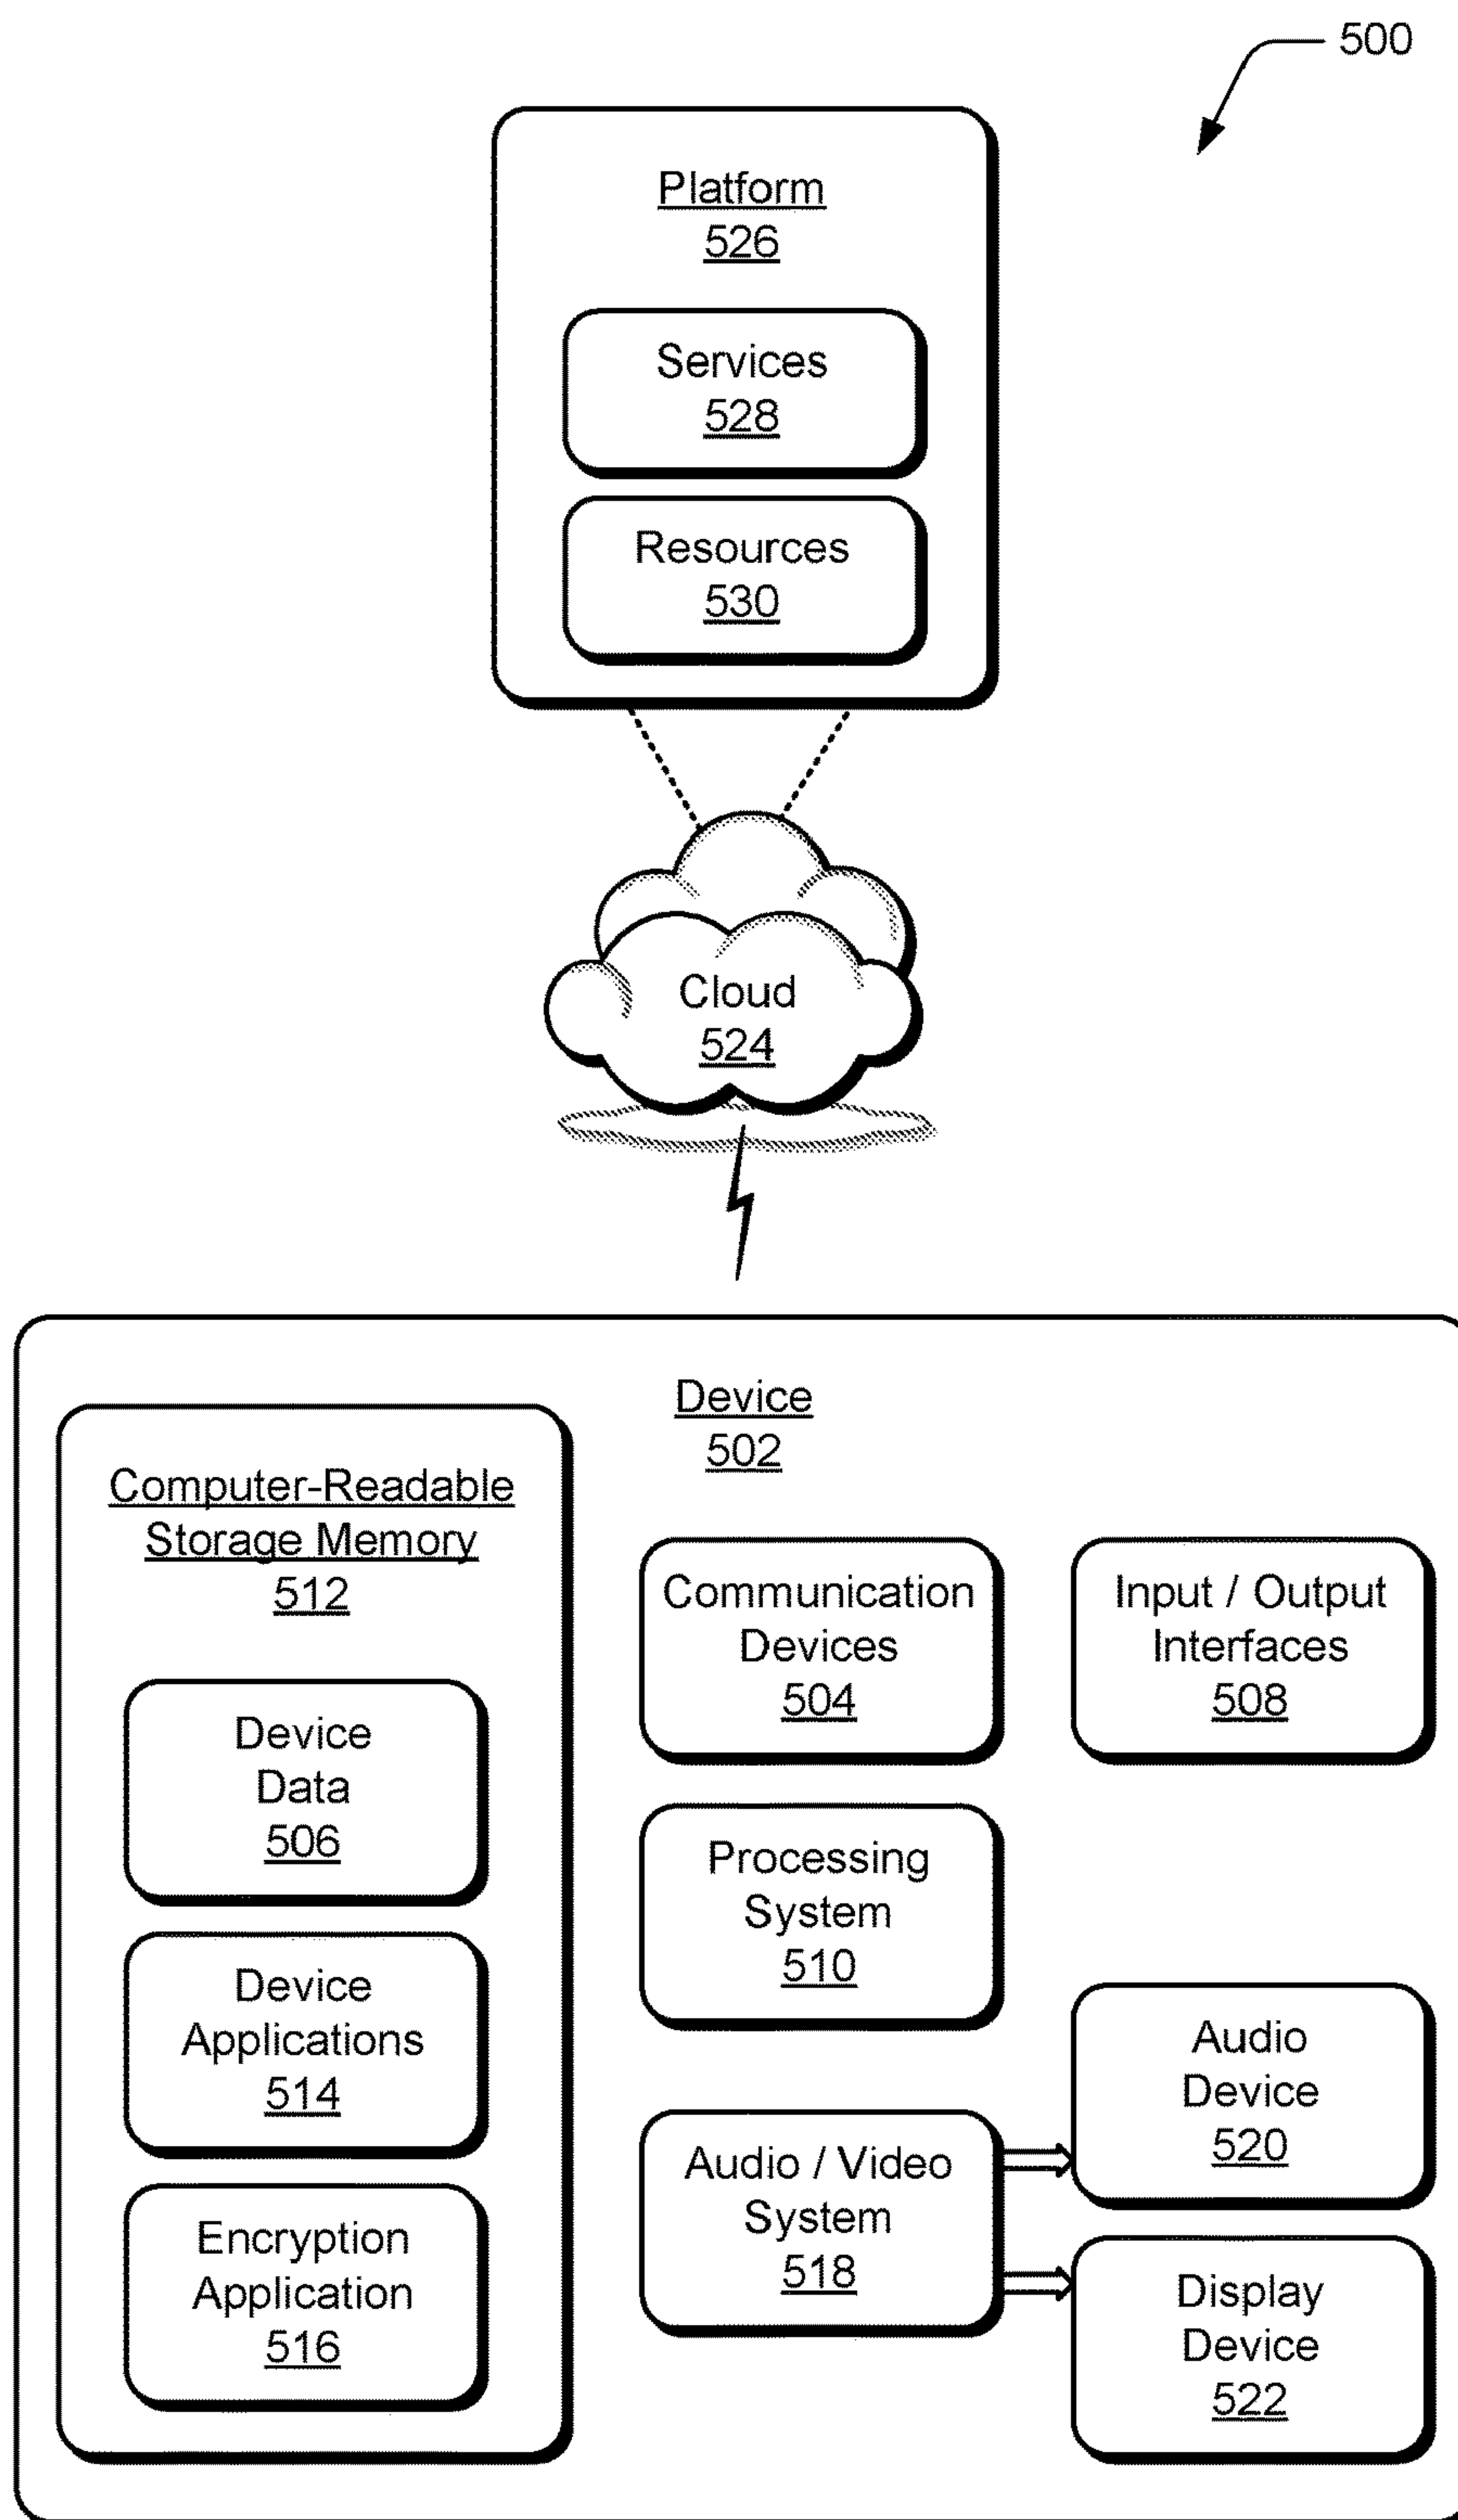 500
Platform
526
Services
528
Resources
530
Cloud
524
Device
502
Computer-Readable
Storage Memory
512
Device
Data
506
Device
Applications
514
Encryption
Application
516
Communication
Devices
504
Input / Output
Interfaces
508
Processing
System
510
Audio / Video
System
518
Audio
Device
520
Display
Device
522